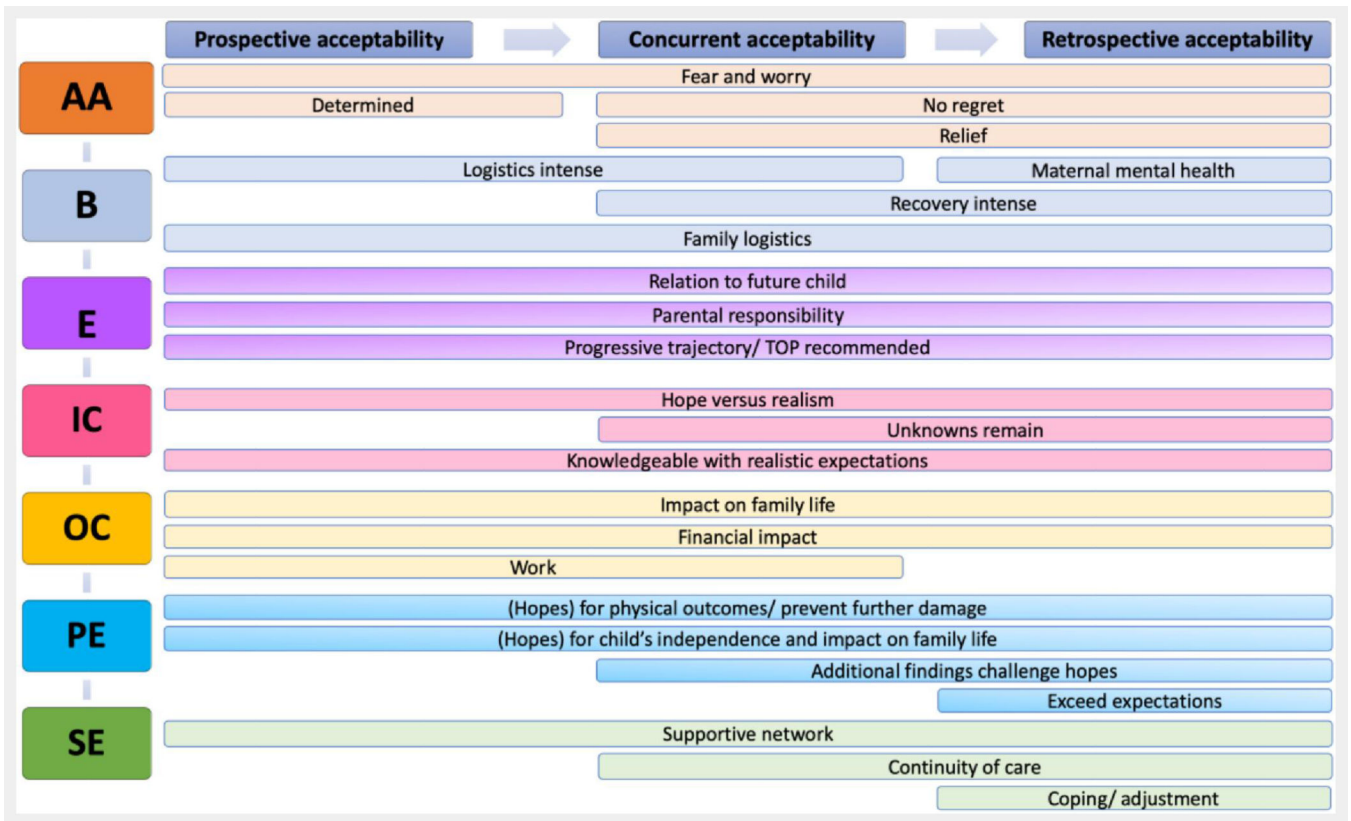 Prospective acceptability
Concurrent acceptability
Retrospective acceptability
AA
Fear and worry
Determined
No regret
Relief
B
Logistics intense
Maternal mental health
Recovery intense
Family logistics
E
Relation to future child
Parental responsibility
Progressive trajectory/ TOP recommended
IC
Hope versus realism
Unknowns remain
Knowledgeable with realistic expectations
OC
Impact on family life
Financial impact
Work
PE
(Hopes) for physical outcomes/ prevent further damage
(Hopes) for child's independence and impact on family life
Additional findings challenge hopes
Exceed expectations
SE
Supportive network
Continuity of care
Coping/ adjustment